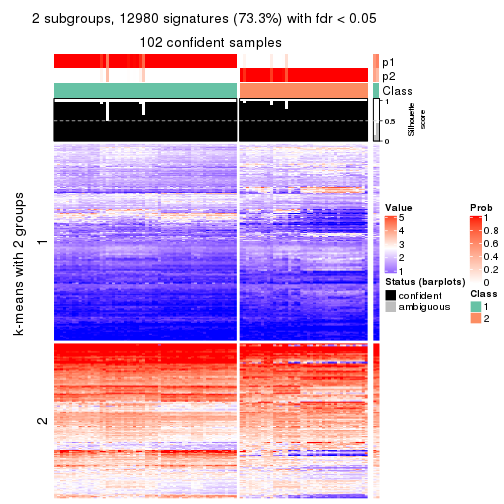 2 subgroups, 12980 signatures (73.3%) with fdr < 0.05
102 confident samples
p1
p2
Class
1
0.5
0
Silhouette
score
k-means with 2 groups
1
2
Value
5
4
3
2
1
Status (barplots)
confident
ambiguous
Prob
1
0.8
0.6
0.4
0.2
0
Class
1
2